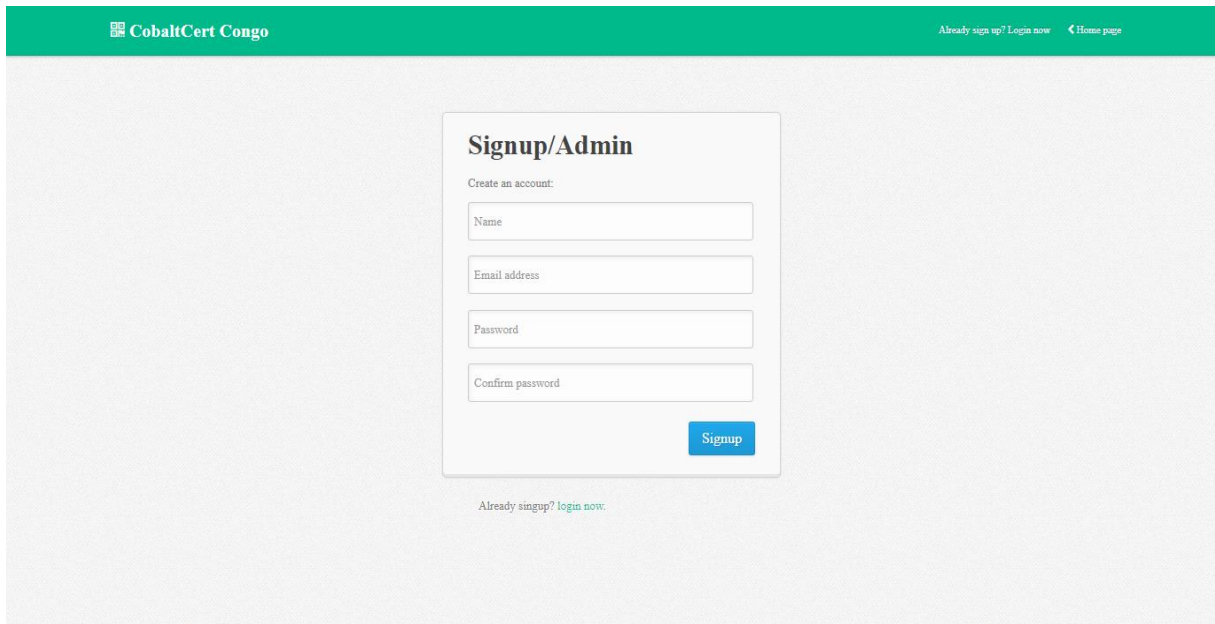 CobaltCert Congo
Already sign up? Login now
Home page
Signup/Admin
Create an account:
Name
Email address
Password
Confirm password
Signup
Already singup? login now.